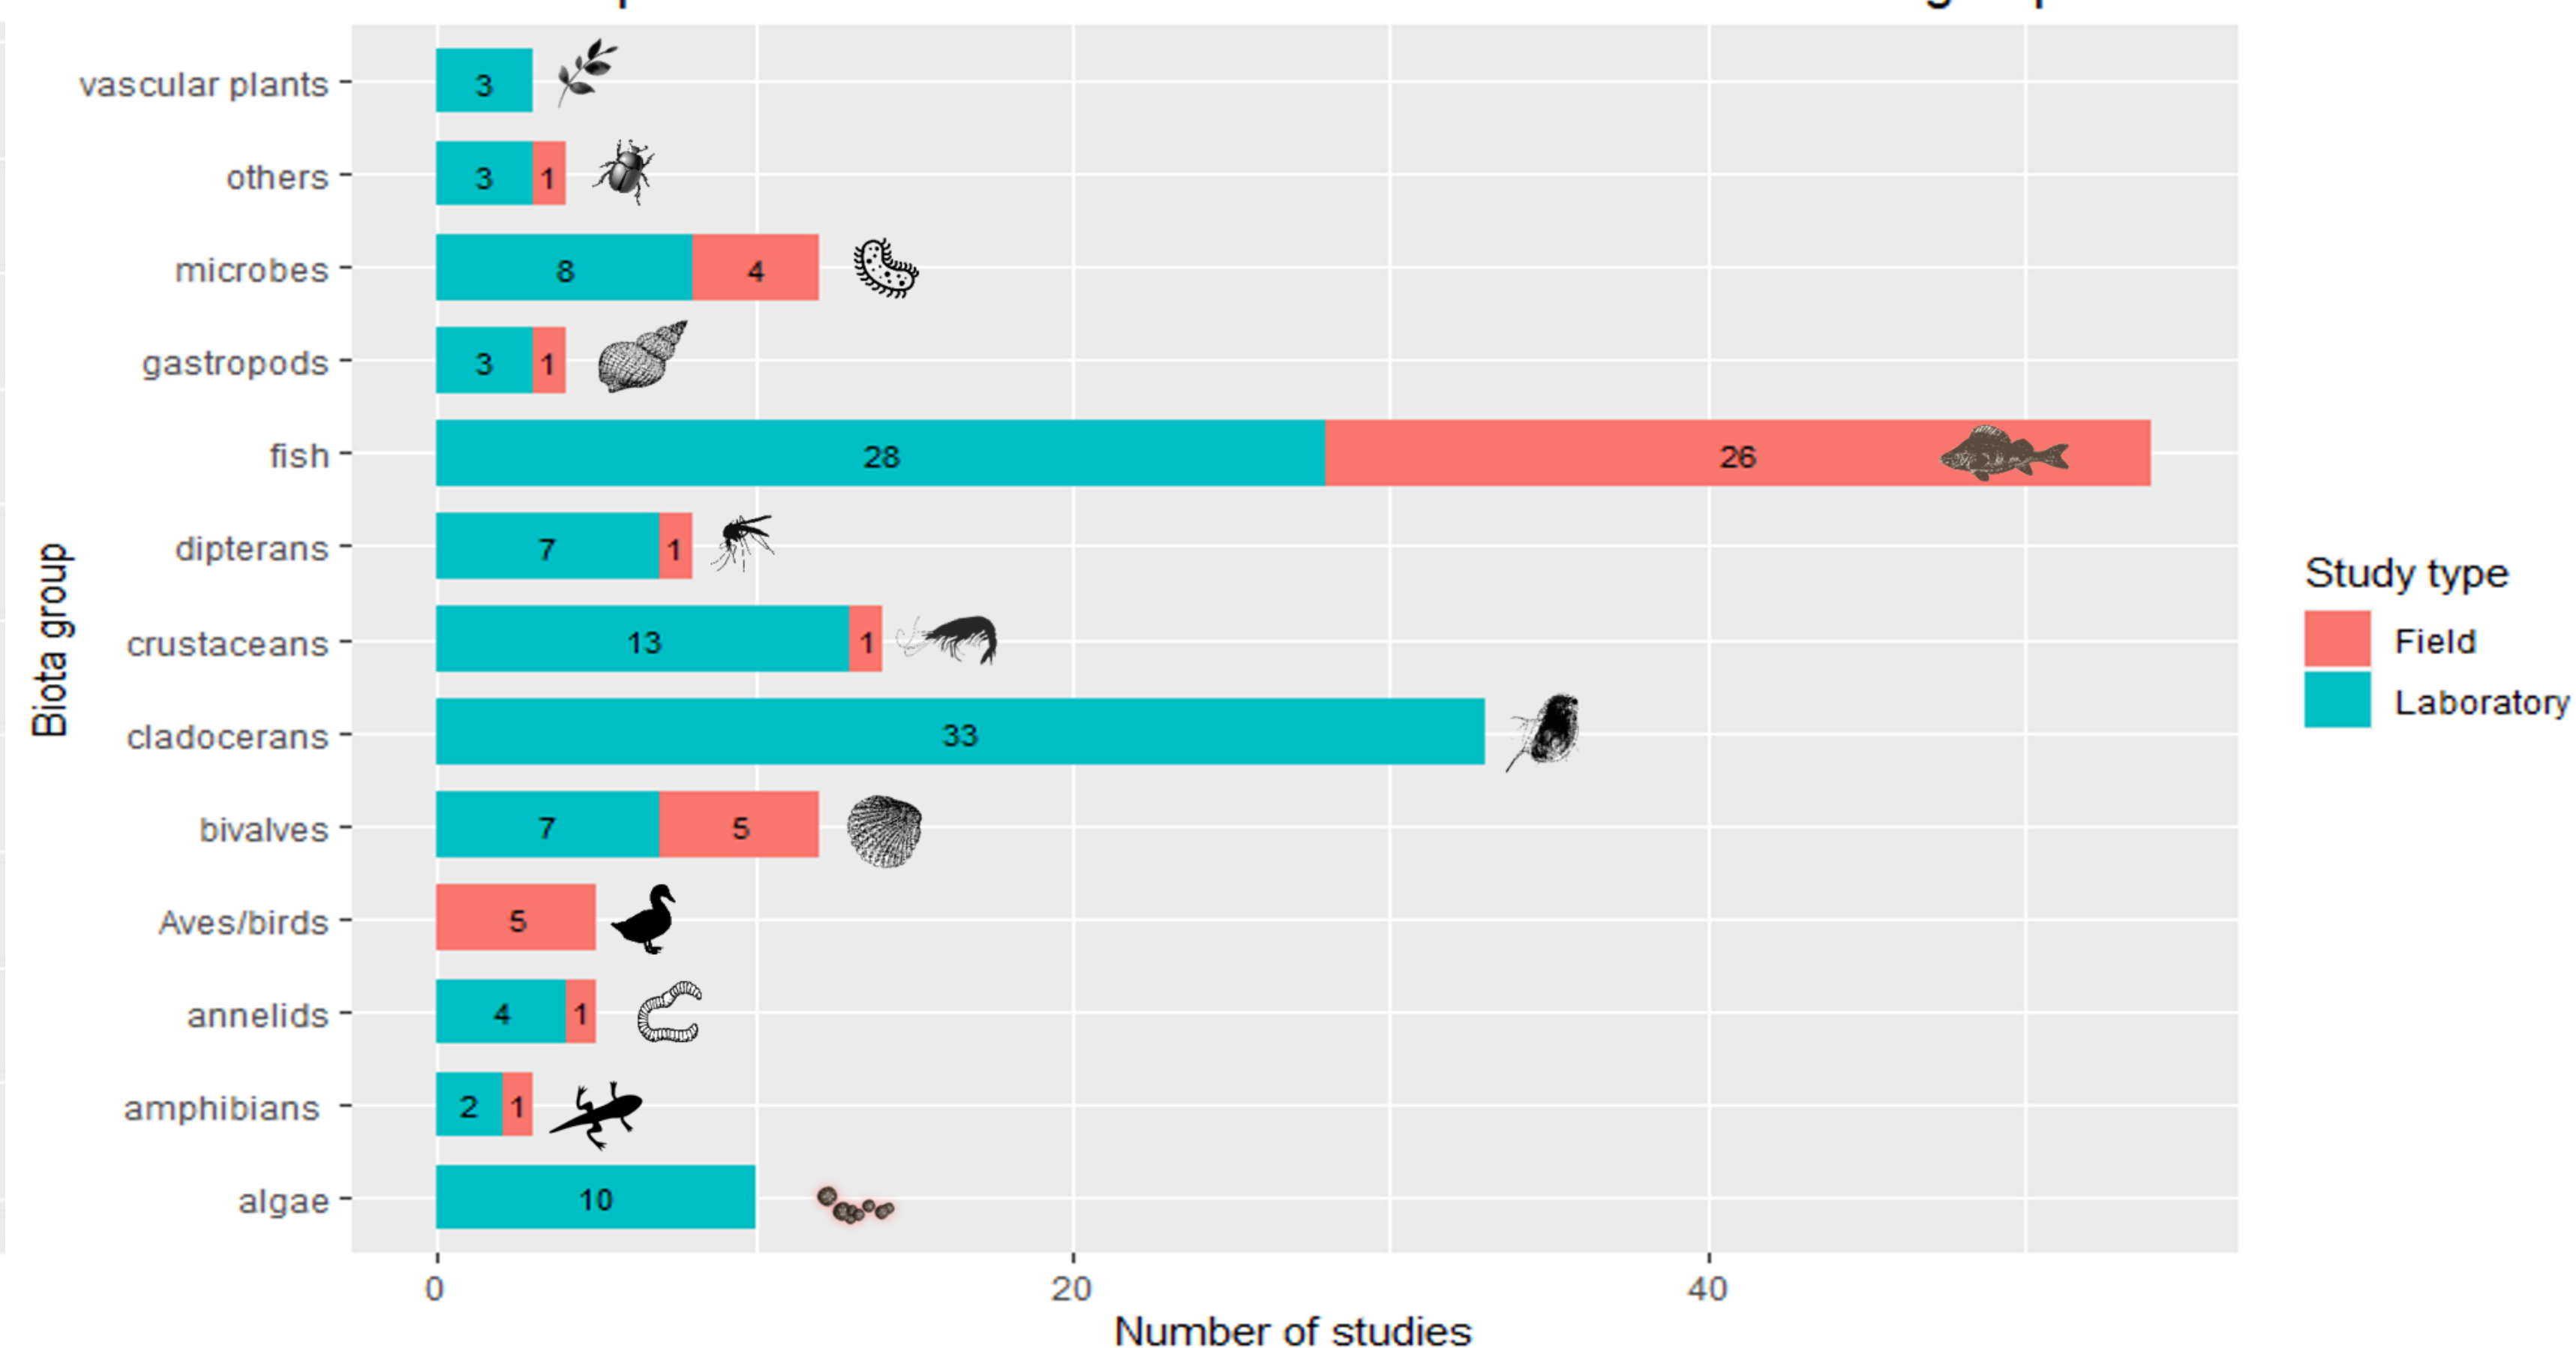 vascular plants
3
others
3 1
microbes
8 4
gastropods
3 1
fish
28 26
dipterans
7 1
crustaceans
13 1
cladocerans
33
bivalves
7 5
Aves/birds
5
annelids
4 1
amphibians
2 1
algae
10
Biota group
0 20 40
Number of studies
Study type
Field
Laboratory